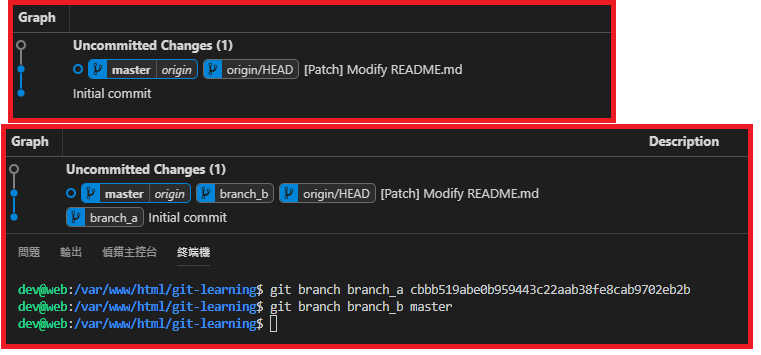 Graph
Uncommitted Changes (1)
master origin origin/HEAD [Patch] Modify README.md
Initial commit
Graph Description
Uncommitted Changes (1)
master origin branch_b origin/HEAD [Patch] Modify README.md
branch_a Initial commit
問題 輸出 偵錯主控台 終端機
dev@web:/var/www/html/git-learning$ git branch branch_a cbbb519abe0b959443c22aab38fe8cab9702eb2b
dev@web:/var/www/html/git-learning$ git branch branch_b master
dev@web:/var/www/html/git-learning$